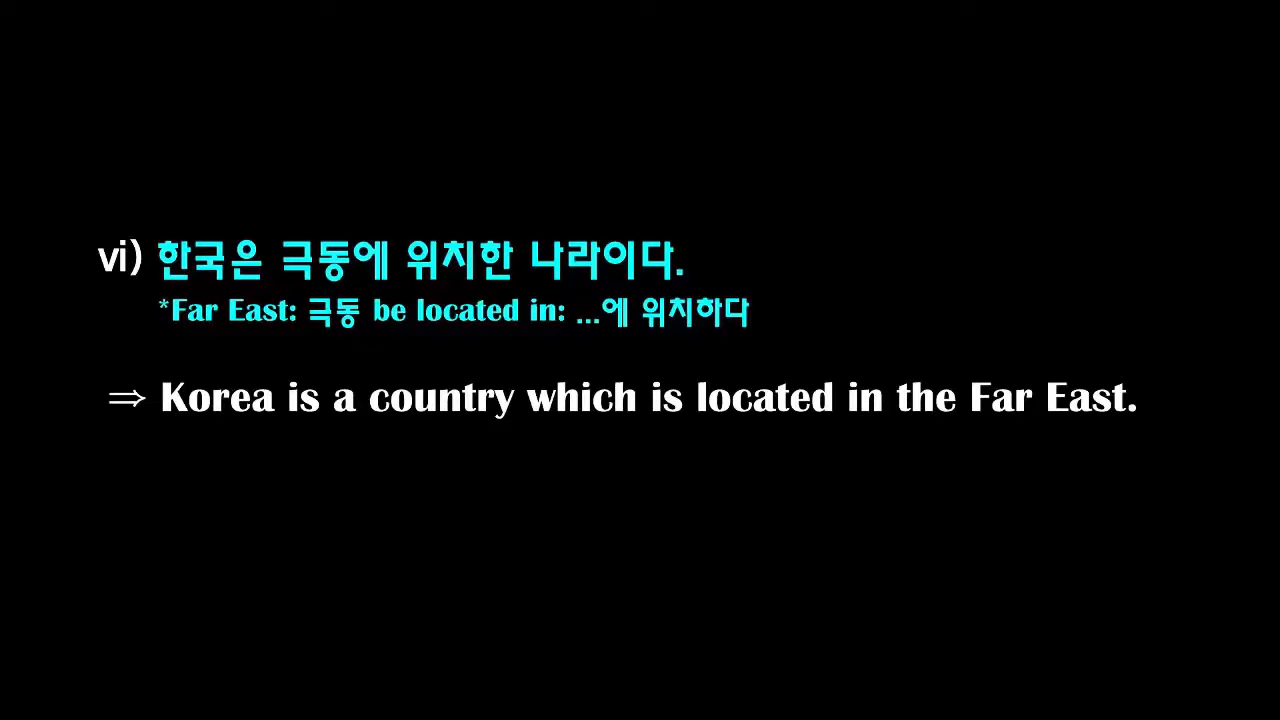 vi) 한국은 극동에 위치한 나라이다.
*Far East: 극동 be located in: ...에 위치하다
⇒ Korea is a country which is located in the Far East.